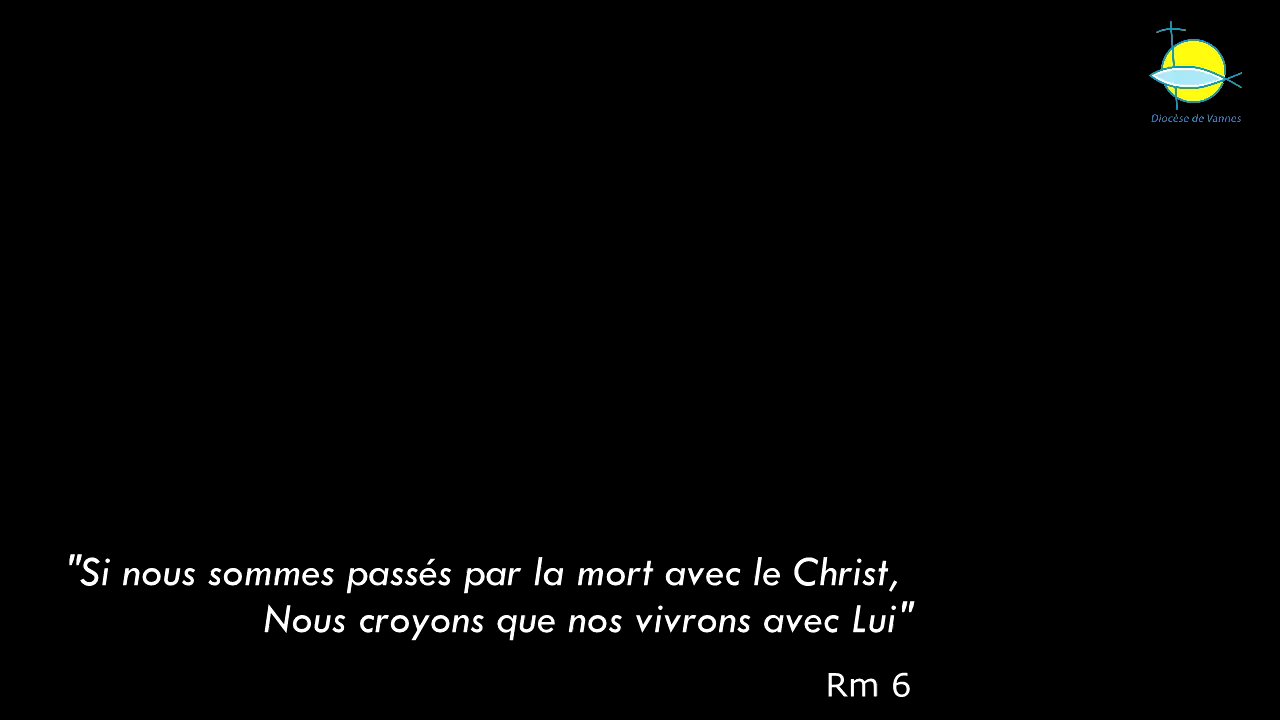 Diocèse de Vannes
"Si nous sommes passés par la mort avec le Christ,
Nous croyons que nos vivrons avec Lui"
Rm 6